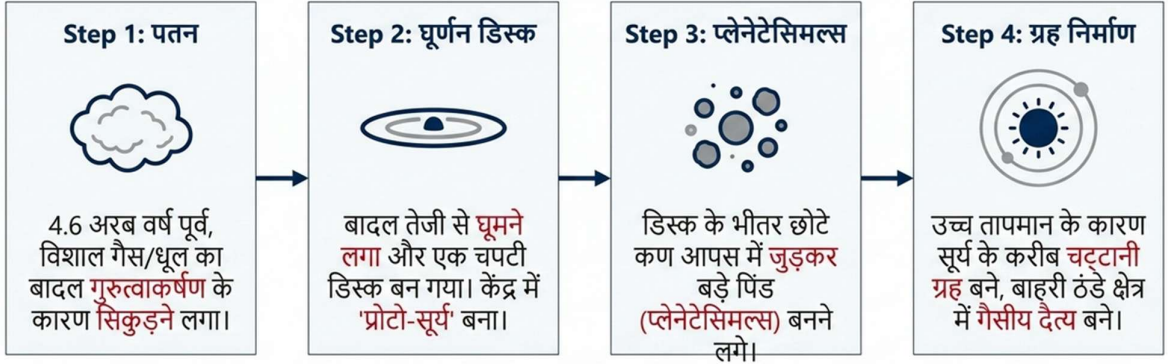 Step 1: पतन
4.6 अरब वर्ष पूर्व,
विशाल गैस/धूल का
बादल गुरुत्वाकर्षण के
कारण सिकुड़ने लगा।
Step 2: घूर्णन डिस्क
बादल तेजी से घूमने
लगा और एक चपटी
डिस्क बन गया। केंद्र में
'प्रोटो-सूर्य' बना।
Step 3: प्लेनेटेसिमल्स
डिस्क के भीतर छोटे
कण आपस में जुड़कर
बड़े पिंड
(प्लेनेटेसिमल्स) बनने
लगे।
Step 4: ग्रह निर्माण
उच्च तापमान के कारण
सूर्य के करीब चट्टानी
ग्रह बने, बाहरी ठंडे क्षेत्र
में गैसीय दैत्य बने।